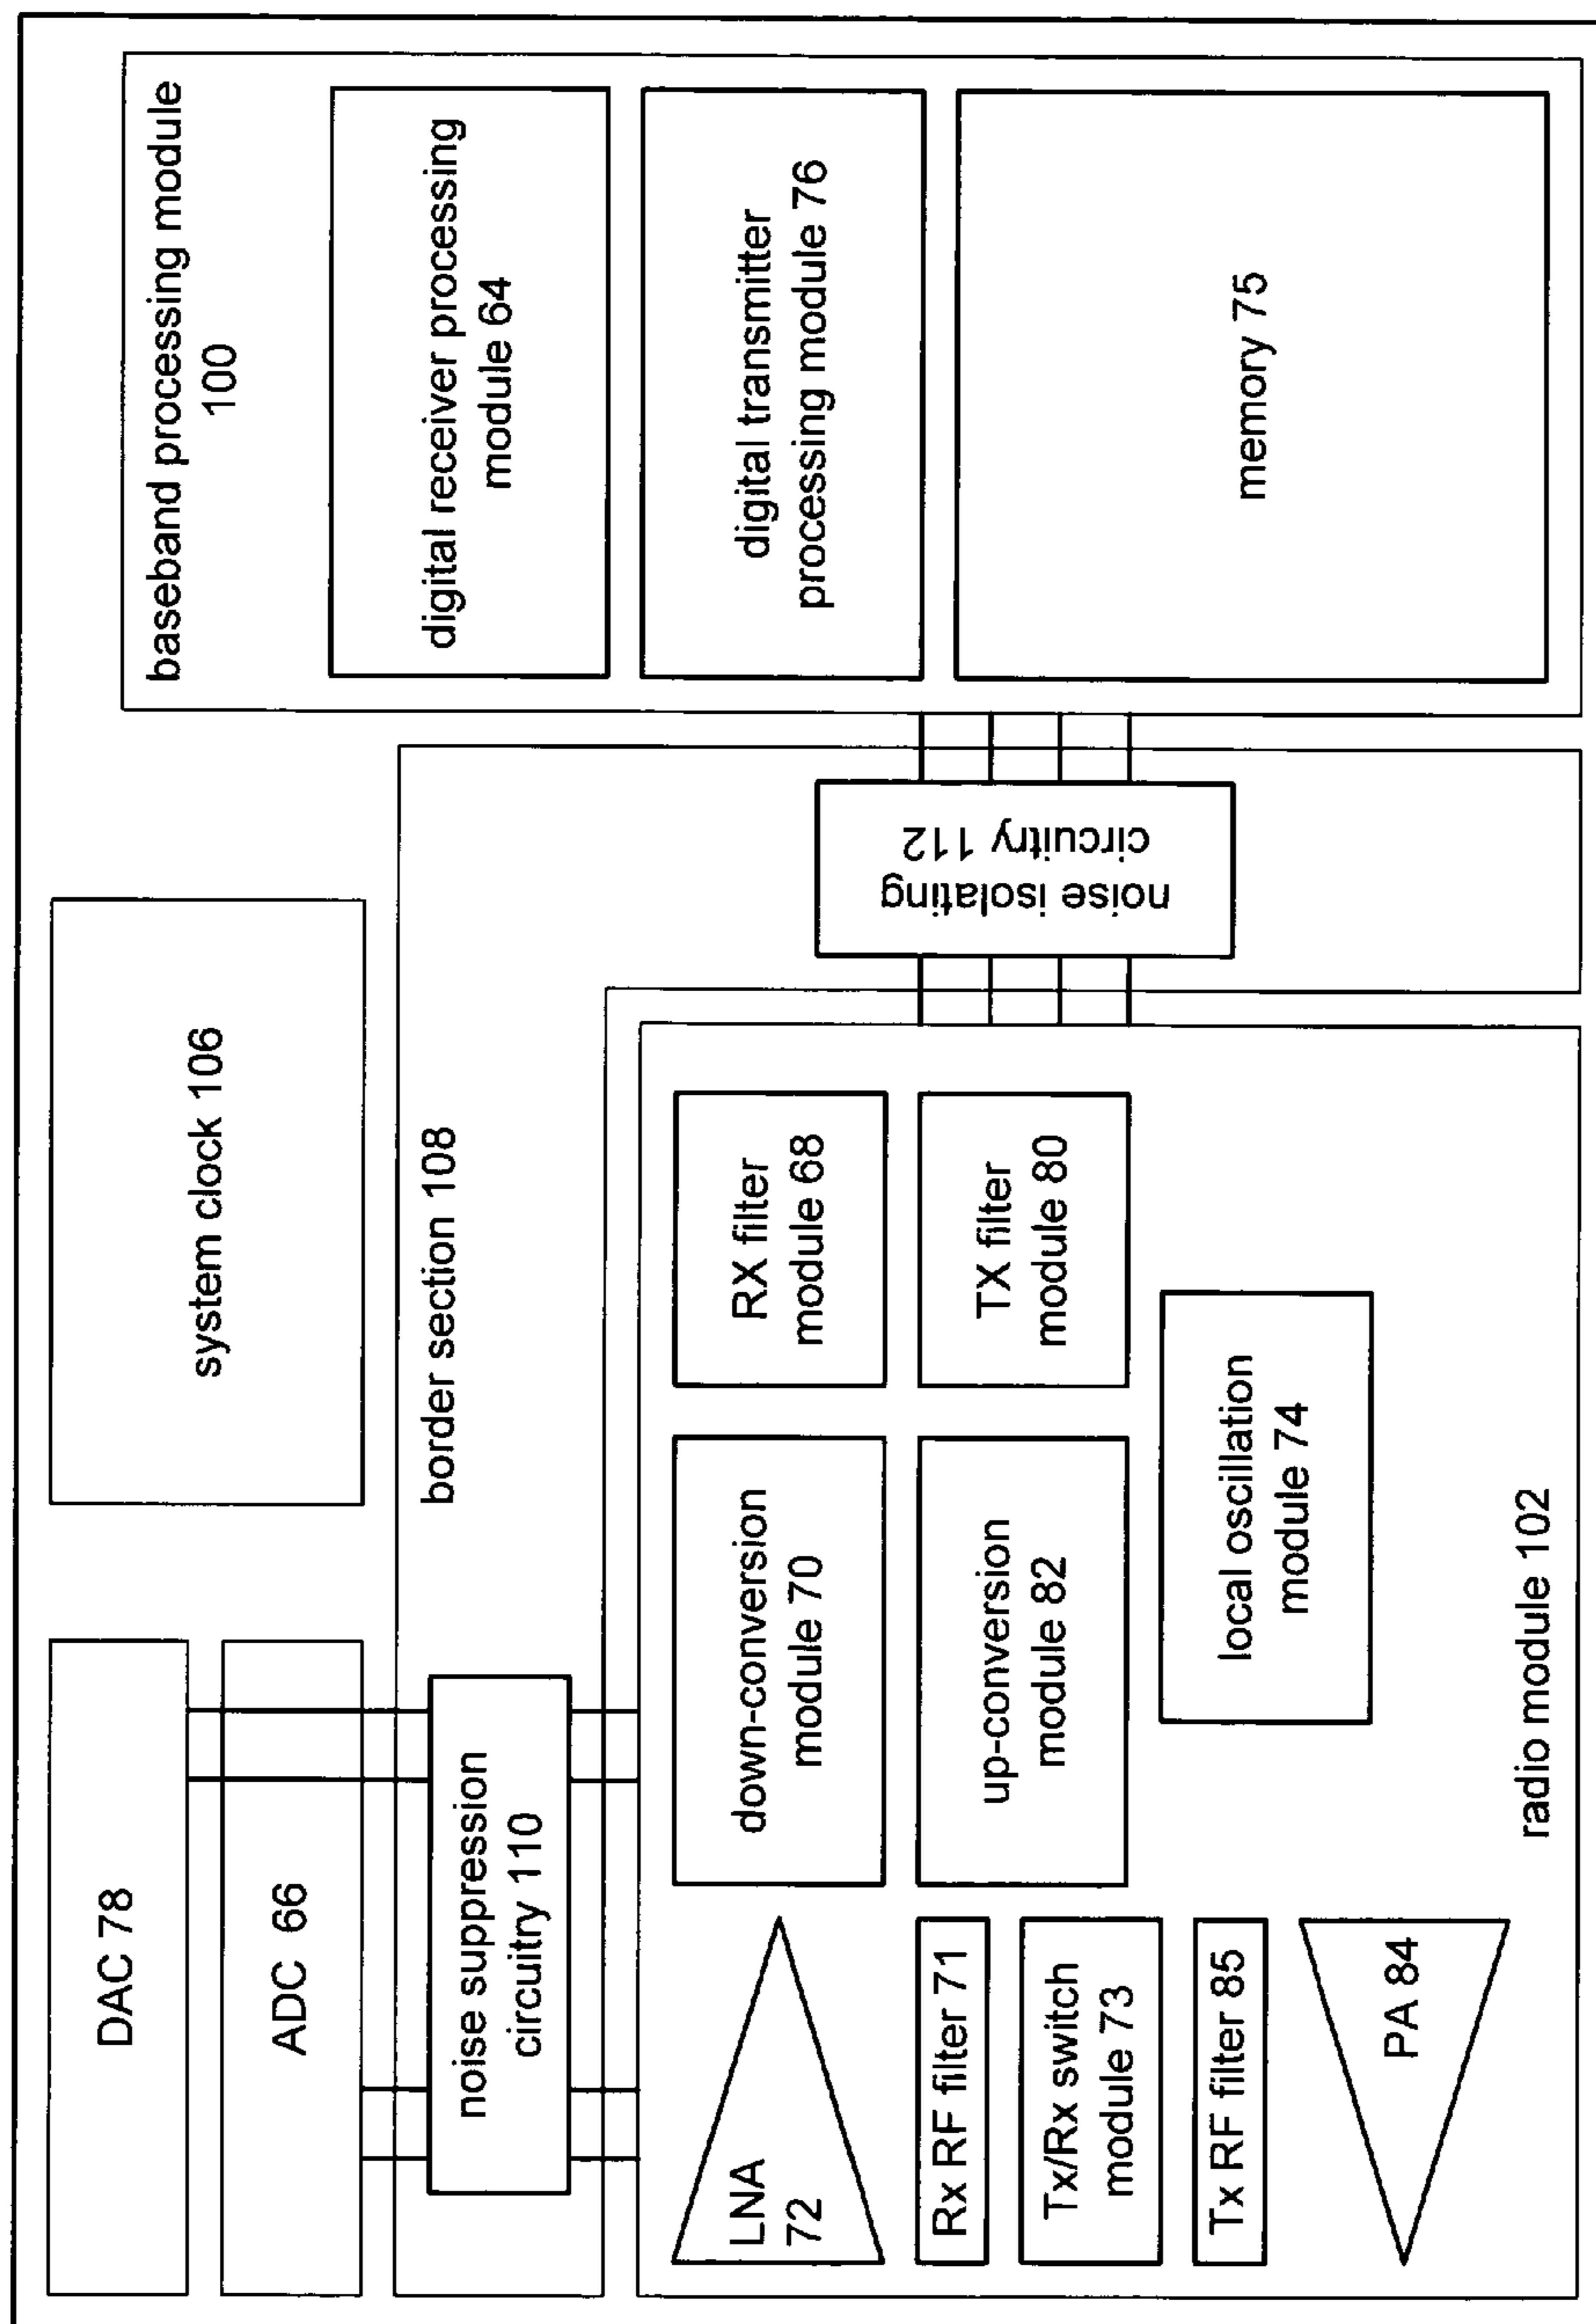 DAC 78
ADC 66
system clock 106
baseband processing module
100
noise suppression
circuitry 110
border section 108
digital receiver processing
module 64
LNA
72
down-conversion
module 70
RX filter
module 68
digital transmitter
processing module 76
noise isolating
circuitry 112
Rx RF filter 71
up-conversion
module 82
TX filter
module 80
Tx/Rx switch
module 73
Tx RF filter 85
local oscillation
module 74
memory 75
PA 84
radio module 102